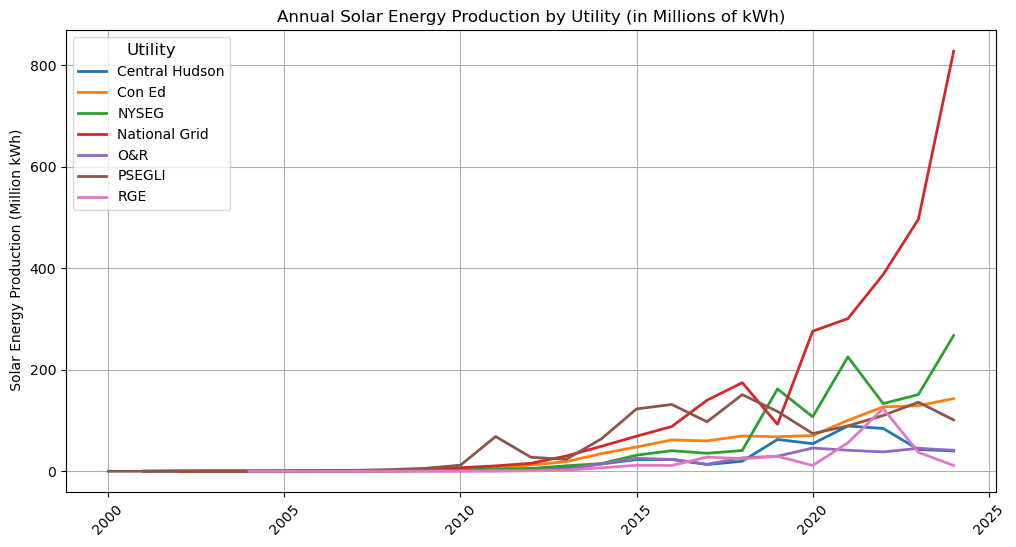 Annual Solar Energy Production by Utility (in Millions of kWh)
Solar Energy Production (Million kWh)
800
600
400
200
0
Utility
Central Hudson
Con Ed
NYSEG
National Grid
O&R
PSEGLI
RGE
2000
2005
2010
2015
2020
2025